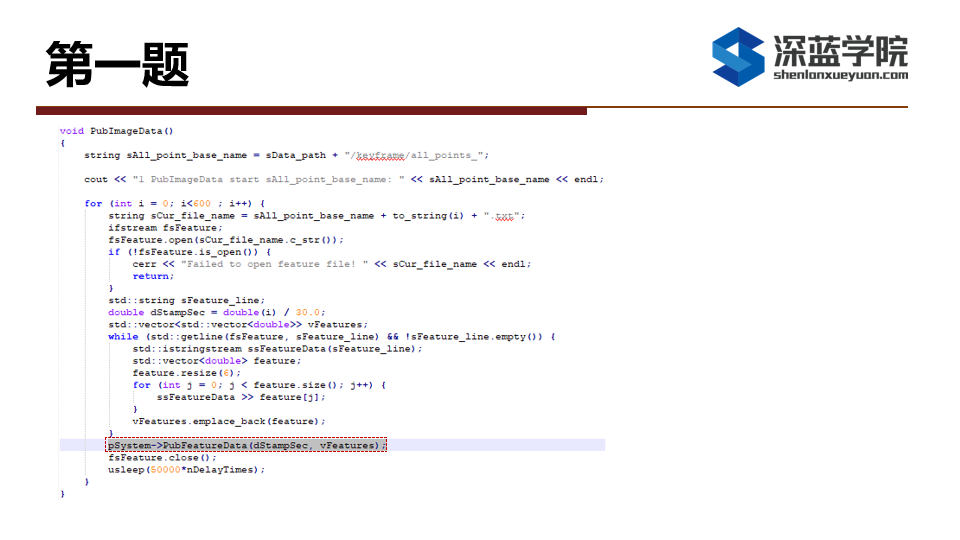 第一题
深蓝学院
shenlanxueyuan.com
void PubImageData()
{
string sAll_point_base_name = sData_path + "/keyframe/all_points_";
cout << "1 PubImageData start sAll_point_base_name: " << sAll_point_base_name << endl;
for (int i = 0; i<600 ; i++) {
string sCur_file_name = sAll_point_base_name + to_string(i) + ".txt";
ifstream fsFeature;
fsFeature.open(sCur_file_name.c_str());
if (!fsFeature.is_open()) {
cerr << "Failed to open feature file! " << sCur_file_name << endl;
return;
}
std::string sFeature_line;
double dStampSec = double(i) / 30.0;
std::vector<std::vector<double>> vFeatures;
while (std::getline(fsFeature, sFeature_line) && !sFeature_line.empty()) {
std::istringstream ssFeatureData(sFeature_line);
std::vector<double> feature;
feature.resize(6);
for (int j = 0; j < feature.size(); j++) {
ssFeatureData >> feature[j];
}
vFeatures.emplace_back(feature);
}
pSystem->PubFeatureData(dStampSec, vFeatures);
fsFeature.close();
usleep(50000*nDelayTimes);
}
}